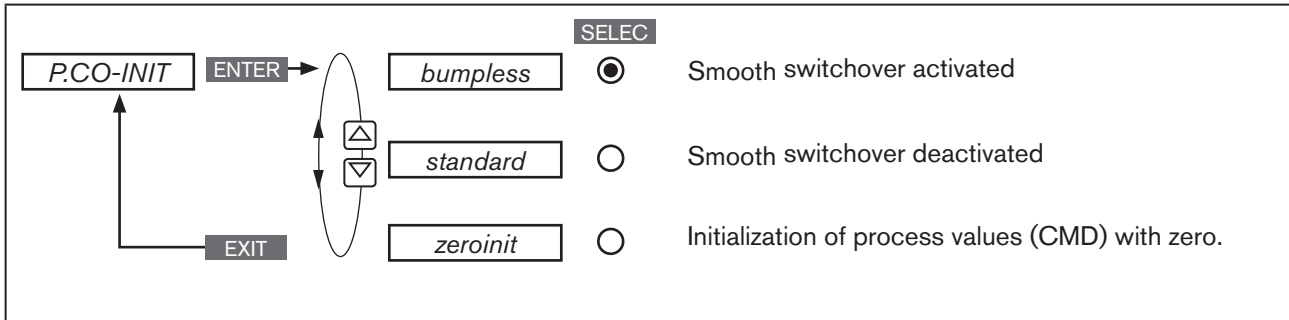 SELEC
P.CO-INIT ENTER bumpless Smooth switchover activated
standard Smooth switchover deactivated
EXIT zeroinit Initialization of process values (CMD) with zero.